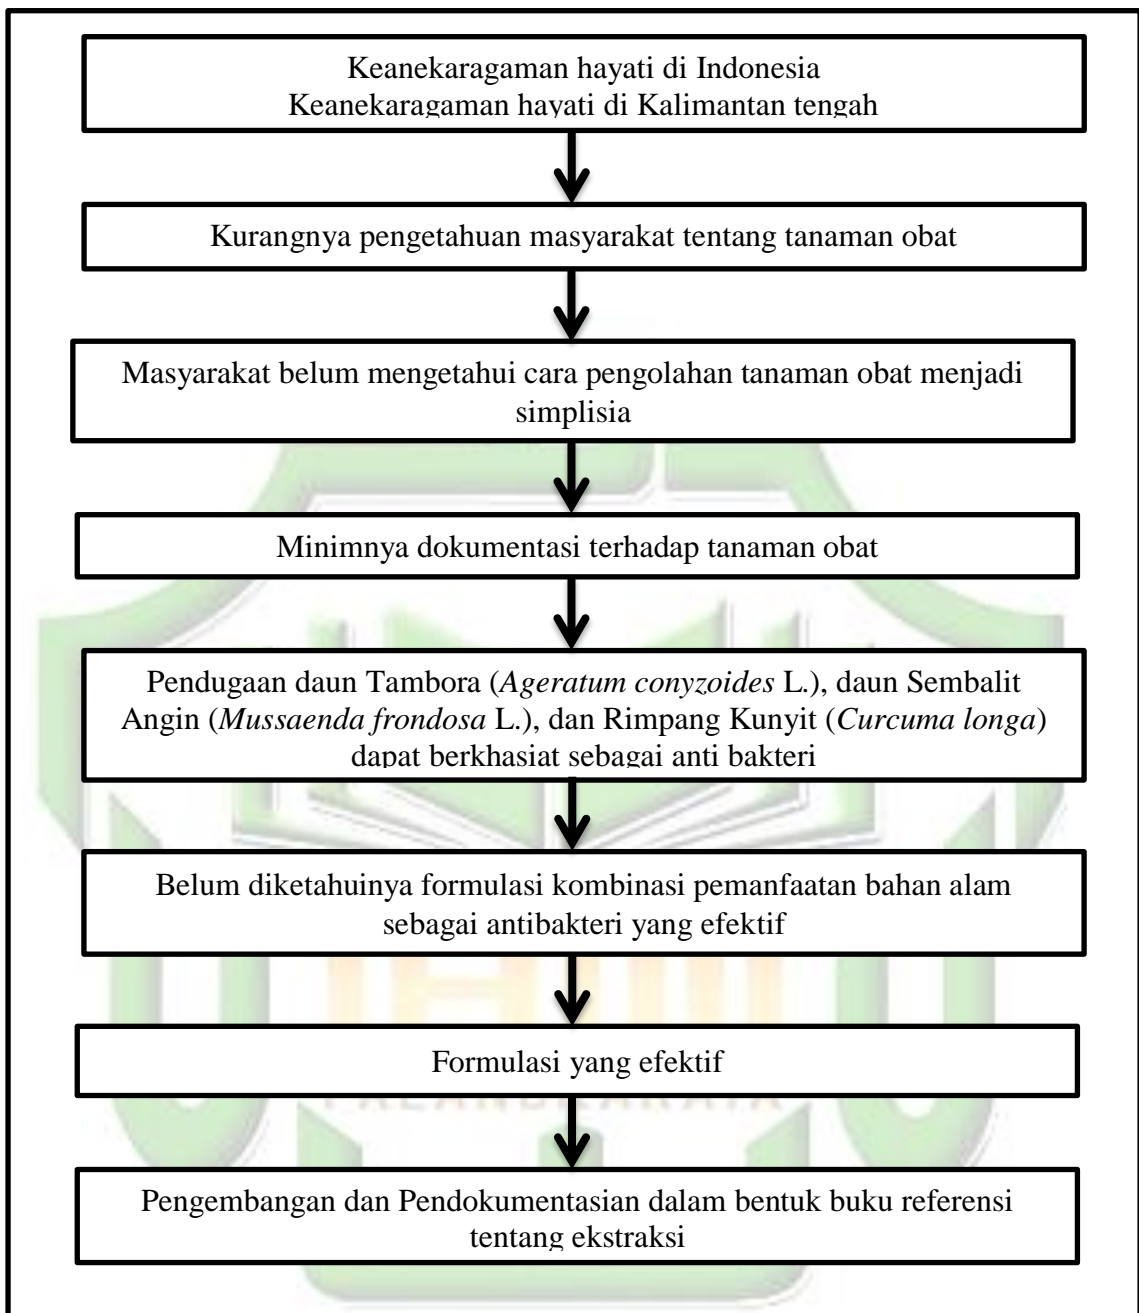 Keanekaragaman hayati di Indonesia
Keanekaragaman hayati di Kalimantan tengah
Kurangnya pengetahuan masyarakat tentang tanaman obat
Masyarakat belum mengetahui cara pengolahan tanaman obat menjadi
simplisia
Minimnya dokumentasi terhadap tanaman obat
Pendugaan daun Tambora (Ageratum conyzoides L.), daun Sembalit
Angin (Mussaenda frondosa L.), dan Rimpang Kunyit (Curcuma longa)
dapat berkhasiat sebagai anti bakteri
Belum diketahuinya formulasi kombinasi pemanfaatan bahan alam
sebagai antibakteri yang efektif
Formulasi yang efektif
Pengembangan dan Pendokumentasian dalam bentuk buku referensi
tentang ekstraksi